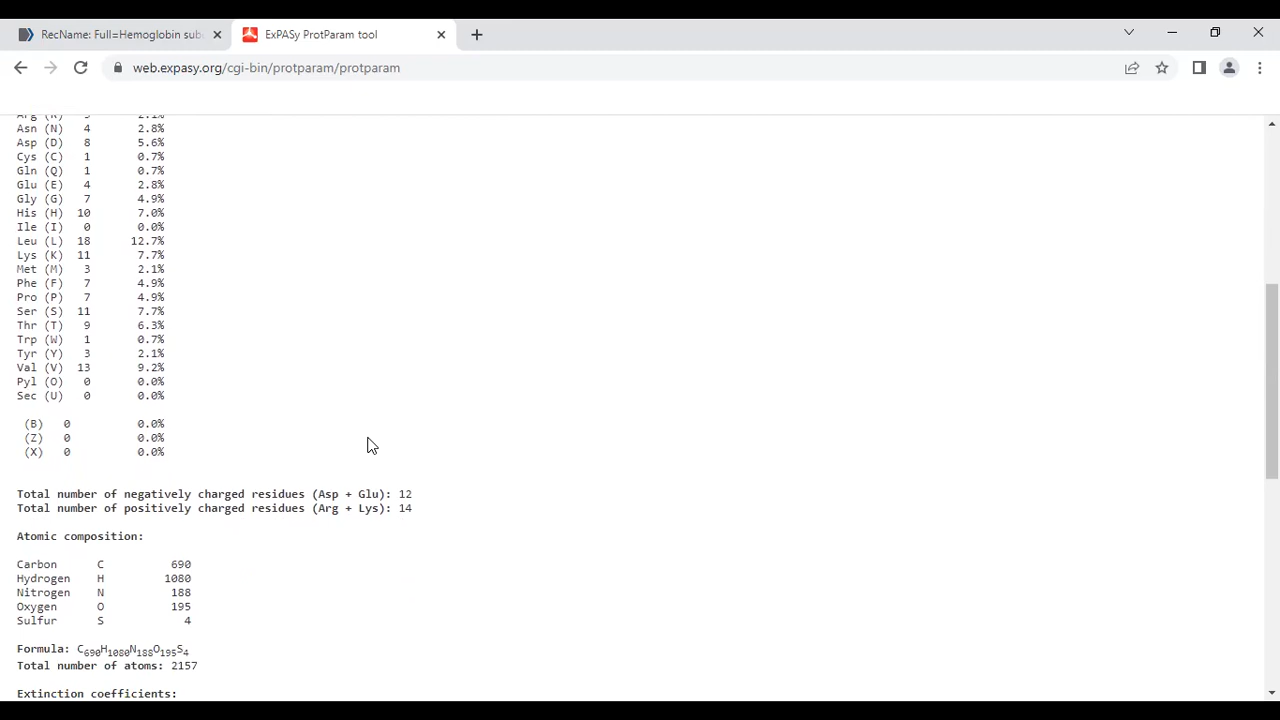 RecName: Full=Hemoglobin sub
ExPASy ProtParam tool
web.expasy.org/cgi-bin/protparam/protparam
Arg (R) 3 2.1%
Asn (N) 4 2.8%
Asp (D) 8 5.6%
Cys (C) 1 0.7%
Gln (Q) 1 0.7%
Glu (E) 4 2.8%
Gly (G) 7 4.9%
His (H) 10 7.0%
Ile (I) 0 0.0%
Leu (L) 18 12.7%
Lys (K) 11 7.7%
Met (M) 3 2.1%
Phe (F) 7 4.9%
Pro (P) 7 4.9%
Ser (S) 11 7.7%
Thr (T) 9 6.3%
Trp (W) 1 0.7%
Tyr (Y) 3 2.1%
Val (V) 13 9.2%
Pyl (O) 0 0.0%
Sec (U) 0 0.0%
(B) 0 0.0%
(Z) 0 0.0%
(X) 0 0.0%
Total number of negatively charged residues (Asp + Glu): 12
Total number of positively charged residues (Arg + Lys): 14
Atomic composition:
Carbon C 690
Hydrogen H 1080
Nitrogen N 188
Oxygen O 195
Sulfur S 4
Formula: C690H1080N188O195S4
Total number of atoms: 2157
Extinction coefficients: